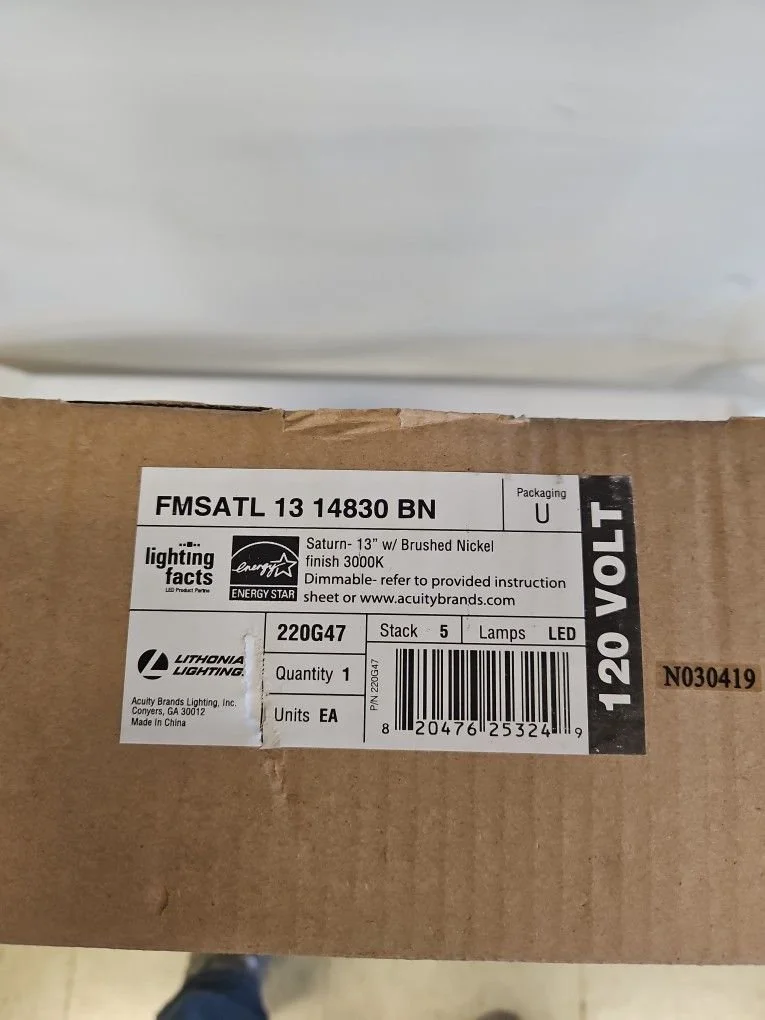 FMSATL 13 14830 BN
Packaging
U
lighting
facts
LED Product Partner
energy
ENERGY STAR
Saturn- 13" w/ Brushed Nickel
finish 3000K
Dimmable- refer to provided instruction
sheet or www.acuitybrands.com
120 VOLT
LITHONIA
LIGHTING
Acuity Brands Lighting, Inc.
Conyers, GA 30012
Made In China
220G47
Quantity 1
Units EA
Stack 5
Lamps LED
P/N 220G47
8 20476 25324 9
N030419